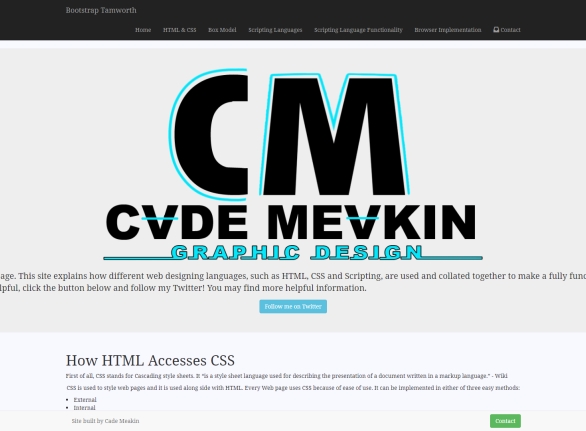 Bootstrap Tamworth
Home HTML & CSS Box Model Scripting Languages Scripting Language Functionality Browser Implementation Contact
CM
CVDE MEVKIN
GRAPHIC DESIGN
age. This site explains how different web designing languages, such as HTML, CSS and Scripting, are used and collated together to make a fully func
lpful, click the button below and follow my Twitter! You may find more helpful information.
Follow me on Twitter
How HTML Accesses CSS
First of all, CSS stands for Cascading style sheets. It "is a style sheet language used for describing the presentation of a document written in a markup language." - Wiki
CSS is used to style web pages and it is used along side with HTML. Every Web page uses CSS because of ease of use. It can be implemented in either of three easy methods:
External
Internal
Site built by Cade Meakin
Contact